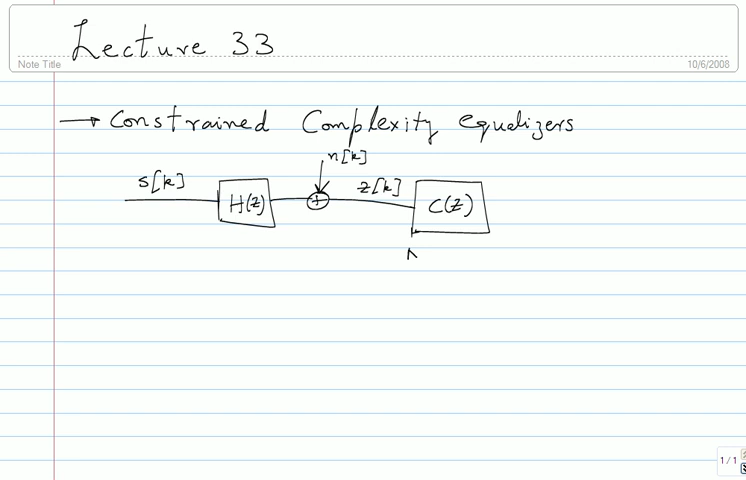 Lecture 33
Note Title
10/6/2008
→ Constrained Complexity equalizers
n[k]
s[k]
H(z)
+
z[k]
C(z)
1 / 1